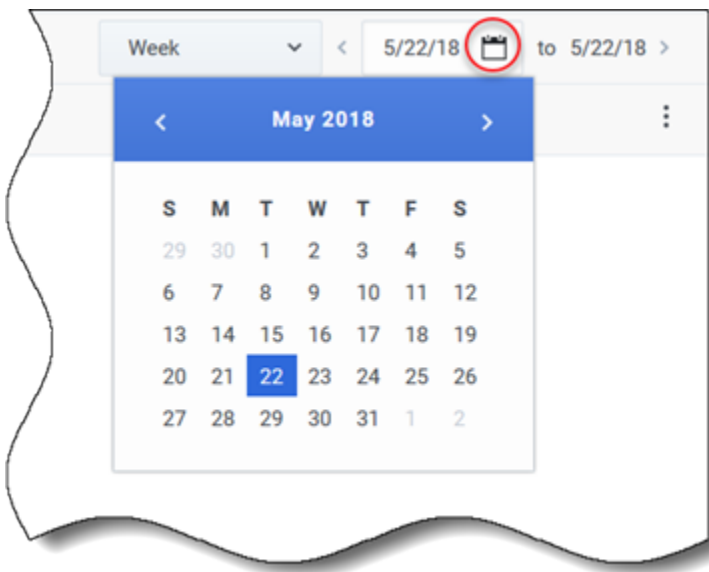 Week 5/22/18 to 5/22/18
May 2018
S M T W T F S
29 30 1 2 3 4 5
6 7 8 9 10 11 12
13 14 15 16 17 18 19
20 21 22 23 24 25 26
27 28 29 30 31 1 2